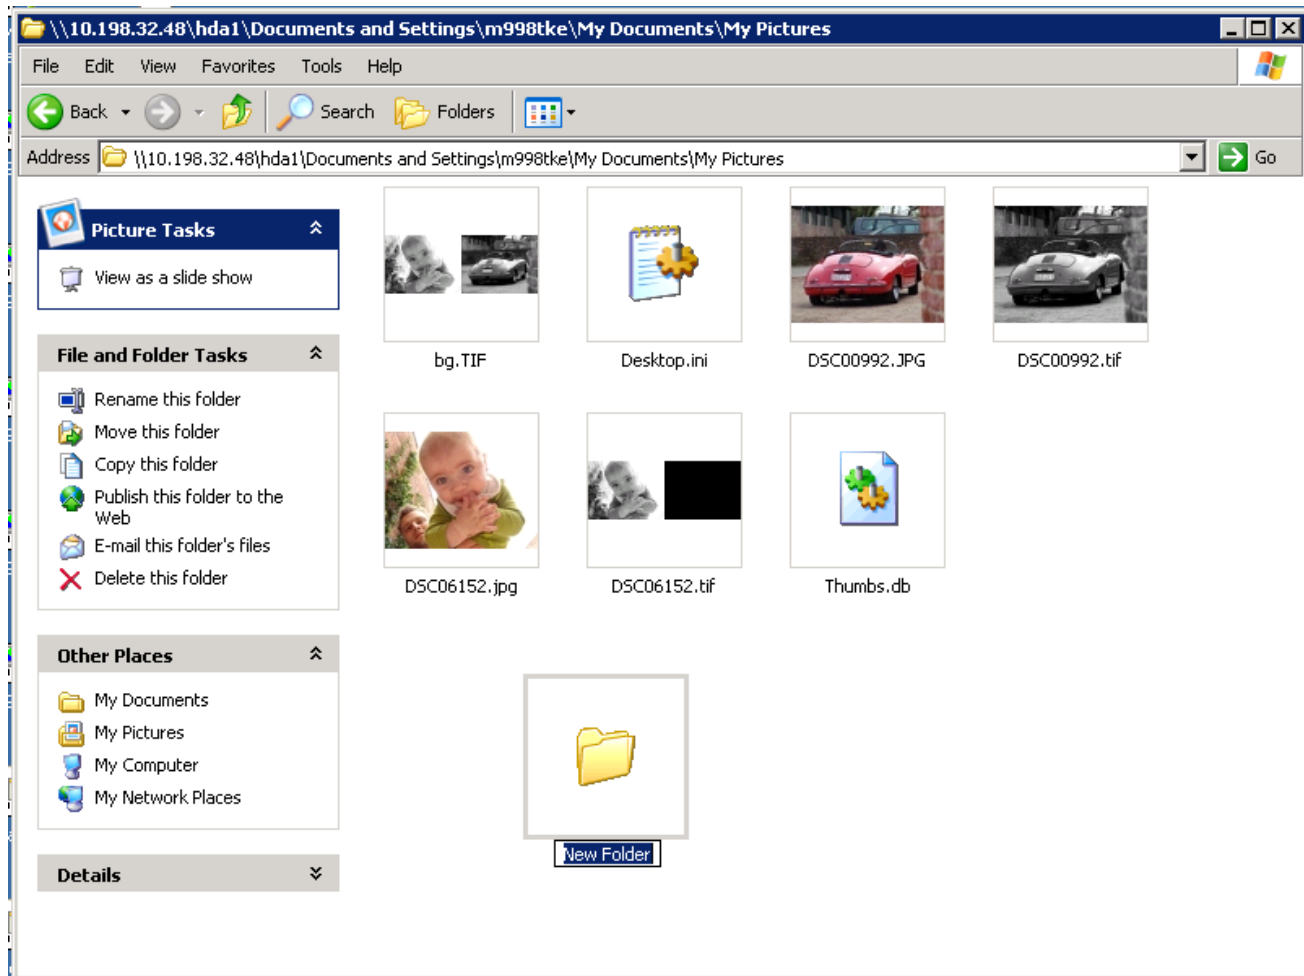 \\10.198.32.48\hda1\Documents and Settings\m998tke\My Documents\My Pictures
File Edit View Favorites Tools Help
Back Search Folders
Address \\10.198.32.48\hda1\Documents and Settings\m998tke\My Documents\My Pictures Go
Picture Tasks
View as a slide show
File and Folder Tasks
Rename this folder
Move this folder
Copy this folder
Publish this folder to the
Web
E-mail this folder's files
Delete this folder
Other Places
My Documents
My Pictures
My Computer
My Network Places
Details
bg.TIF Desktop.ini DSC00992.JPG DSC00992.tif
DSC06152.jpg DSC06152.tif Thumbs.db
New Folder